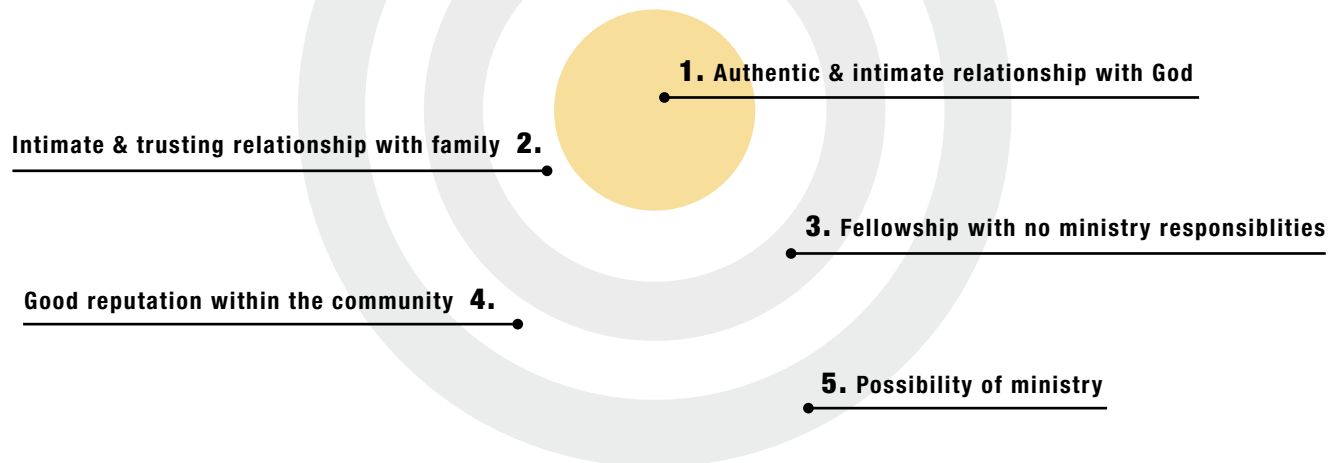 1. Authentic & intimate relationship with God
Intimate & trusting relationship with family 2.
3. Fellowship with no ministry responsiblities
Good reputation within the community 4.
5. Possibility of ministry